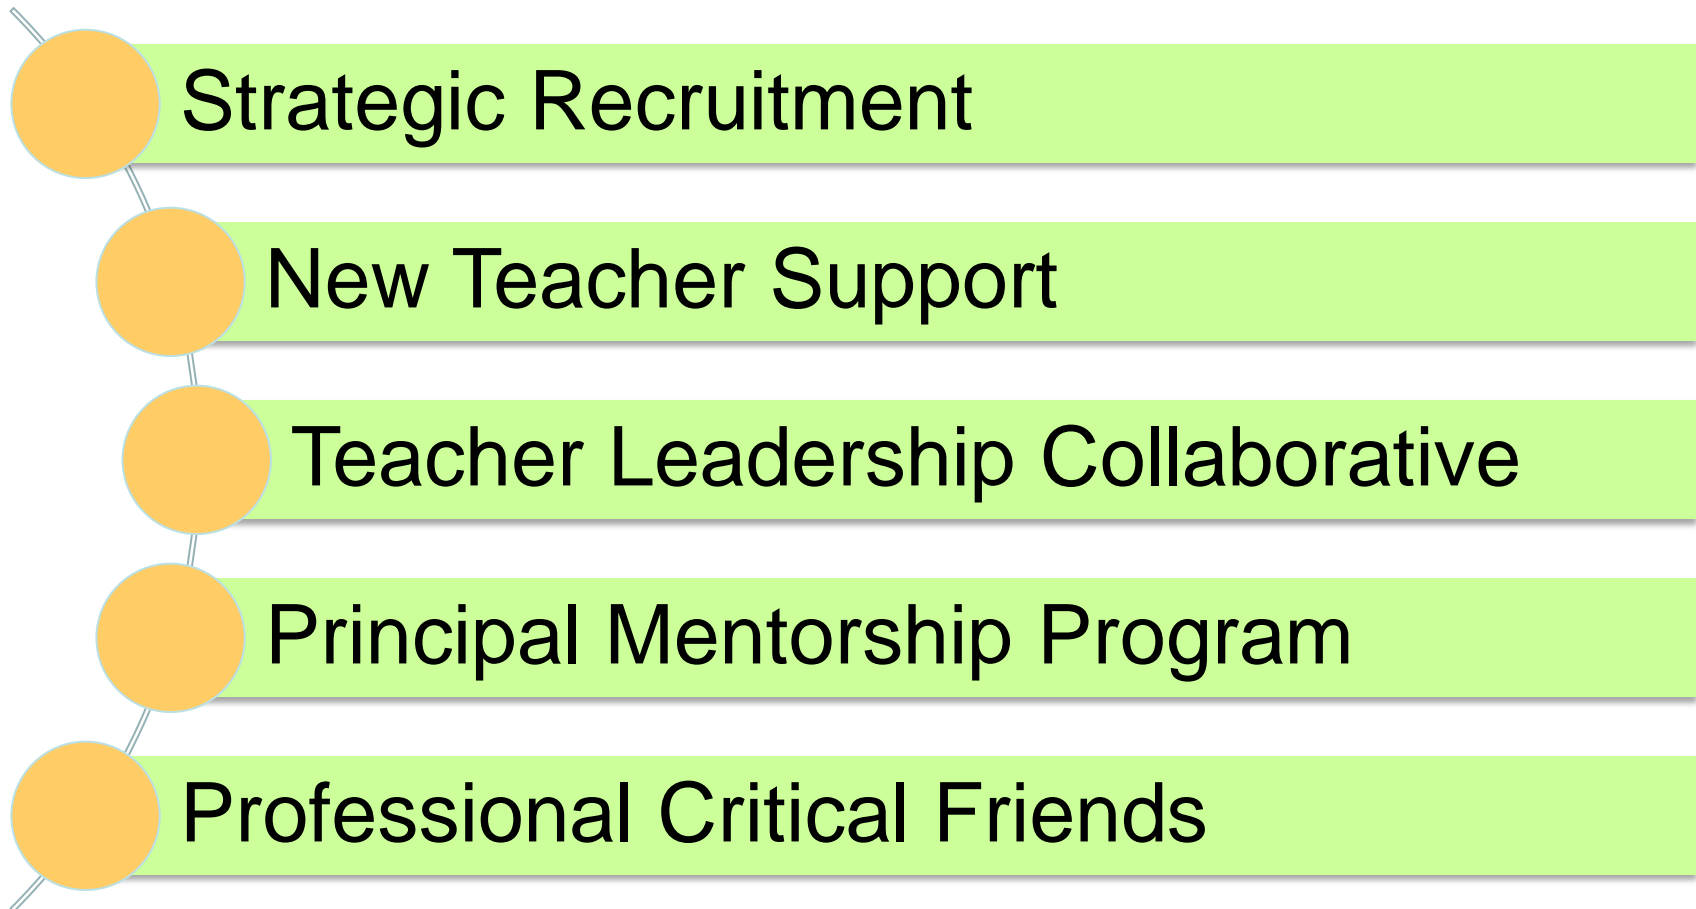 Strategic Recruitment
New Teacher Support
Teacher Leadership Collaborative
Principal Mentorship Program
Professional Critical Friends